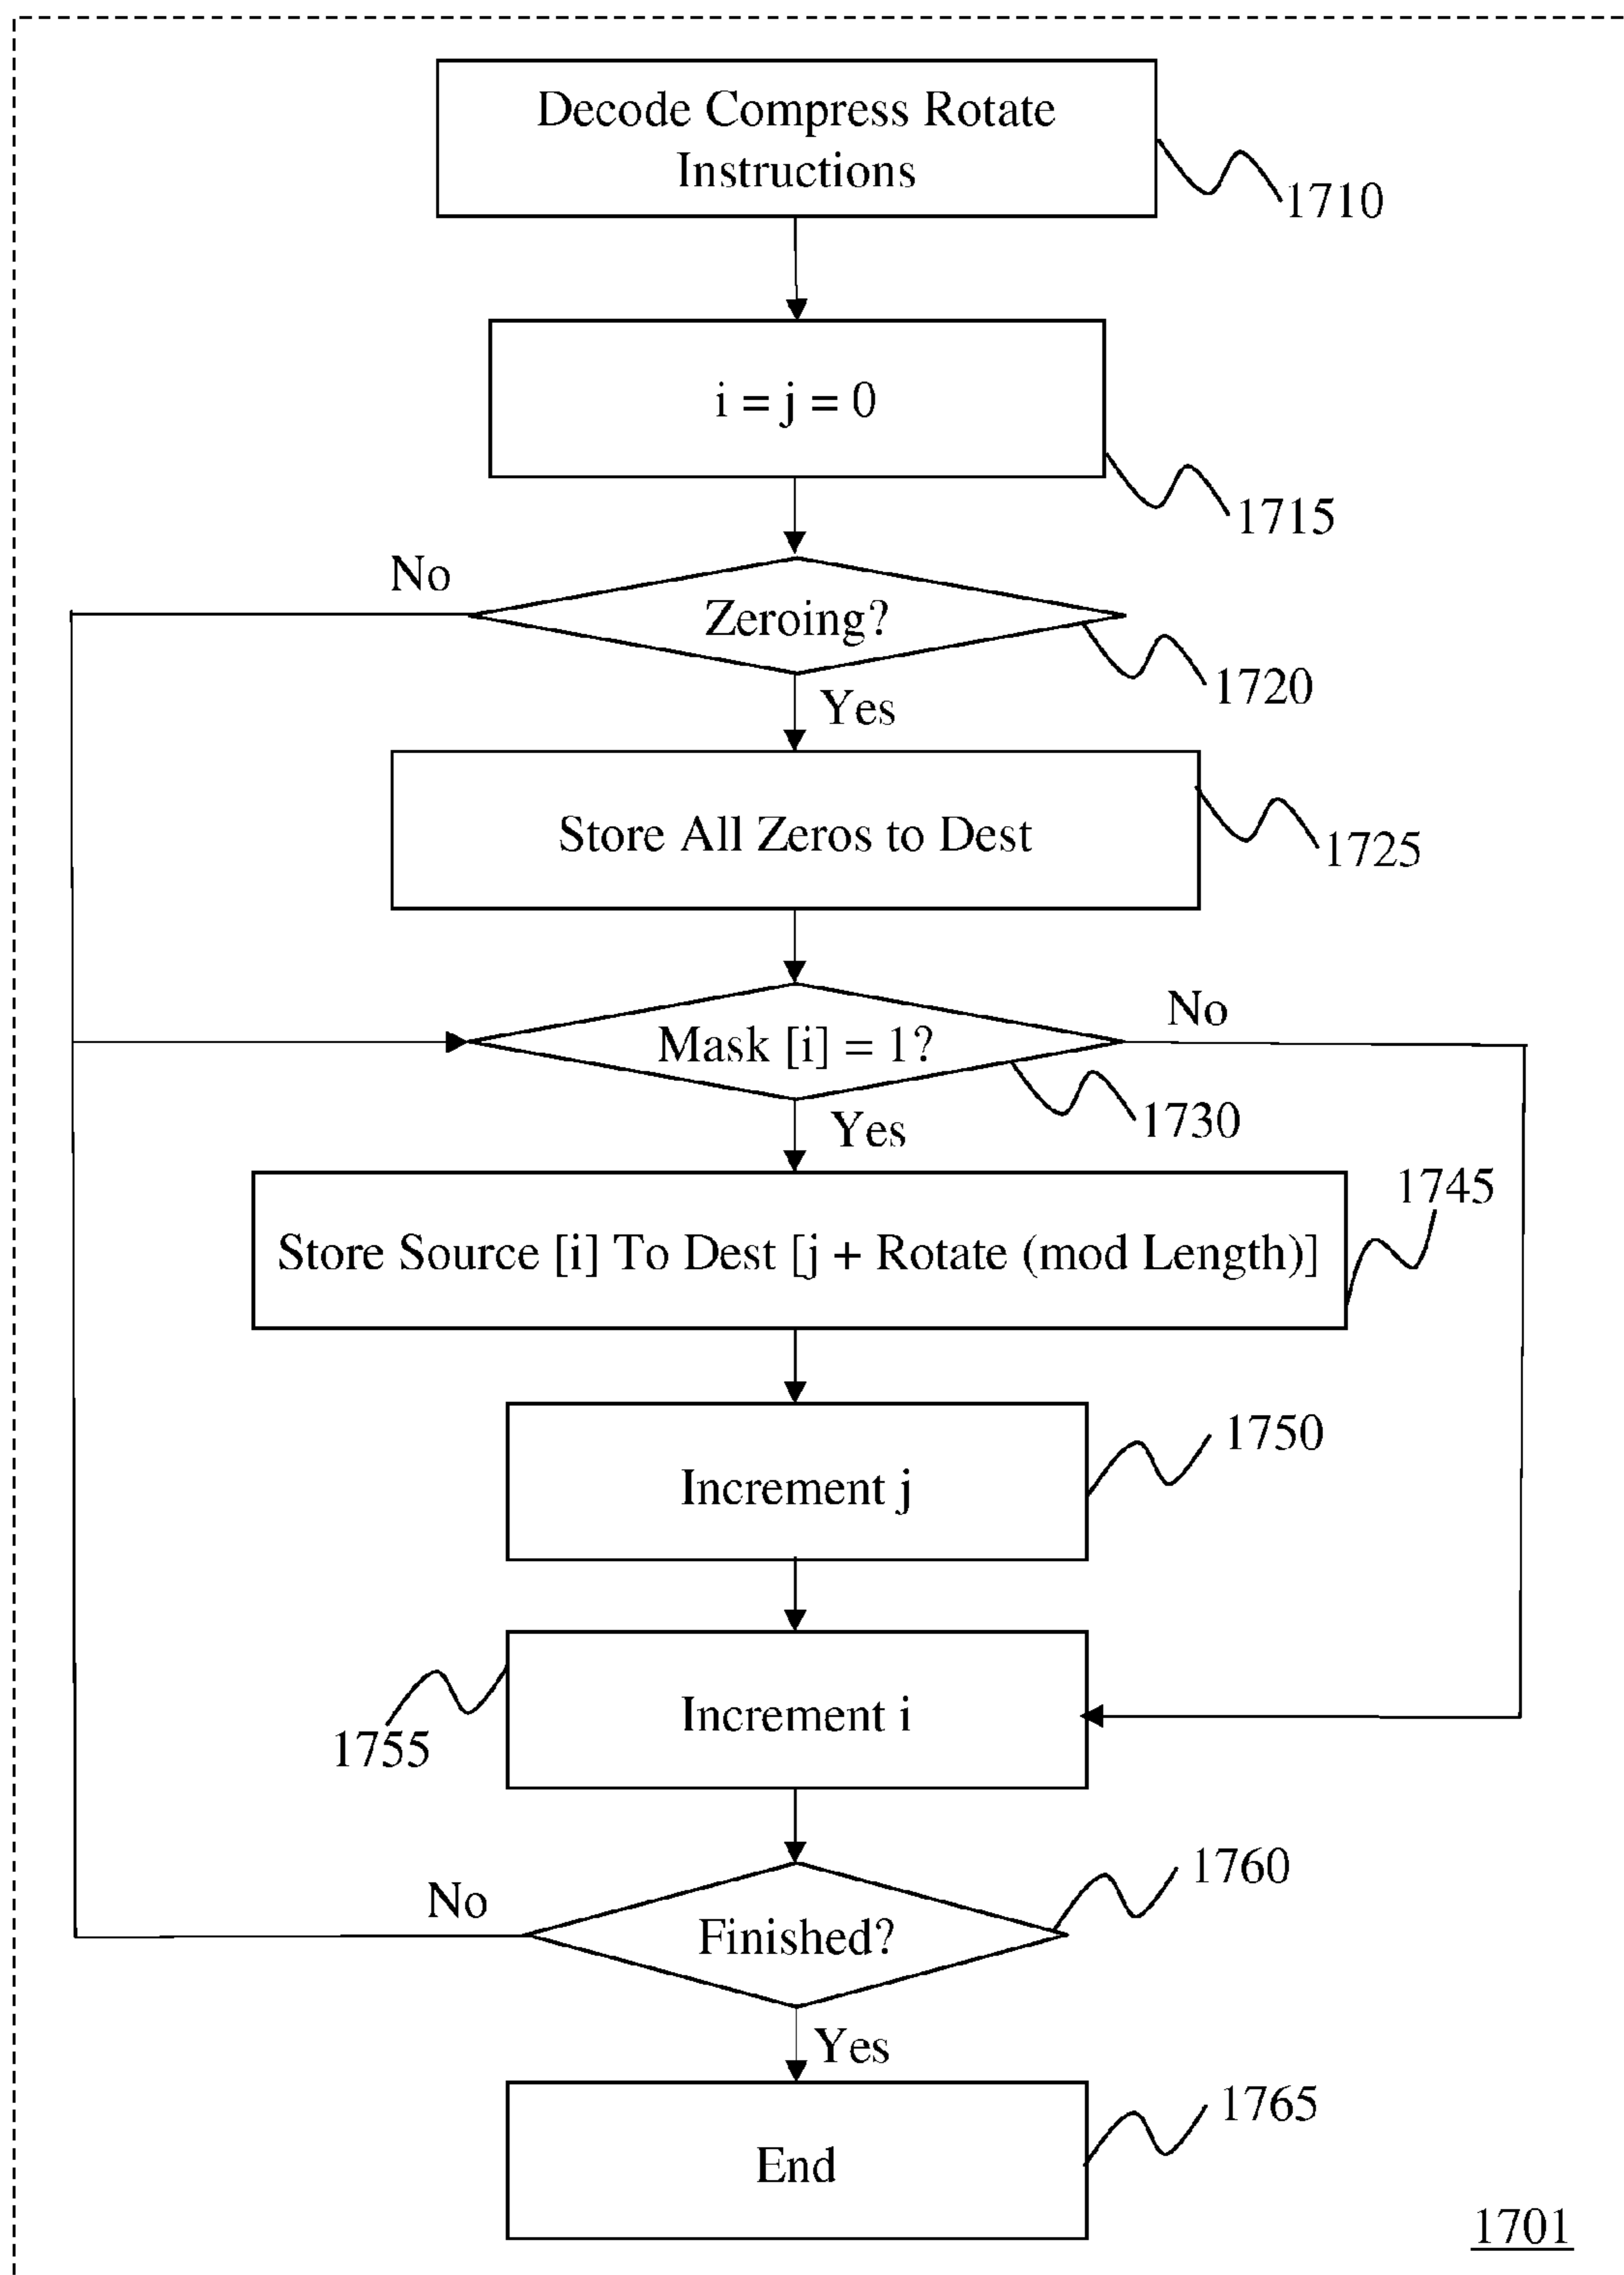 Decode Compress Rotate
Instructions
1710
i = j = 0
1715
No
Zeroing?
1720
Yes
Store All Zeros to Dest
1725
No
Mask [i] = 1?
1730
Yes
1745
Store Source [i] To Dest [j + Rotate (mod Length)]
1750
Increment j
Increment i
1755
1760
No
Finished?
Yes
1765
End
1701